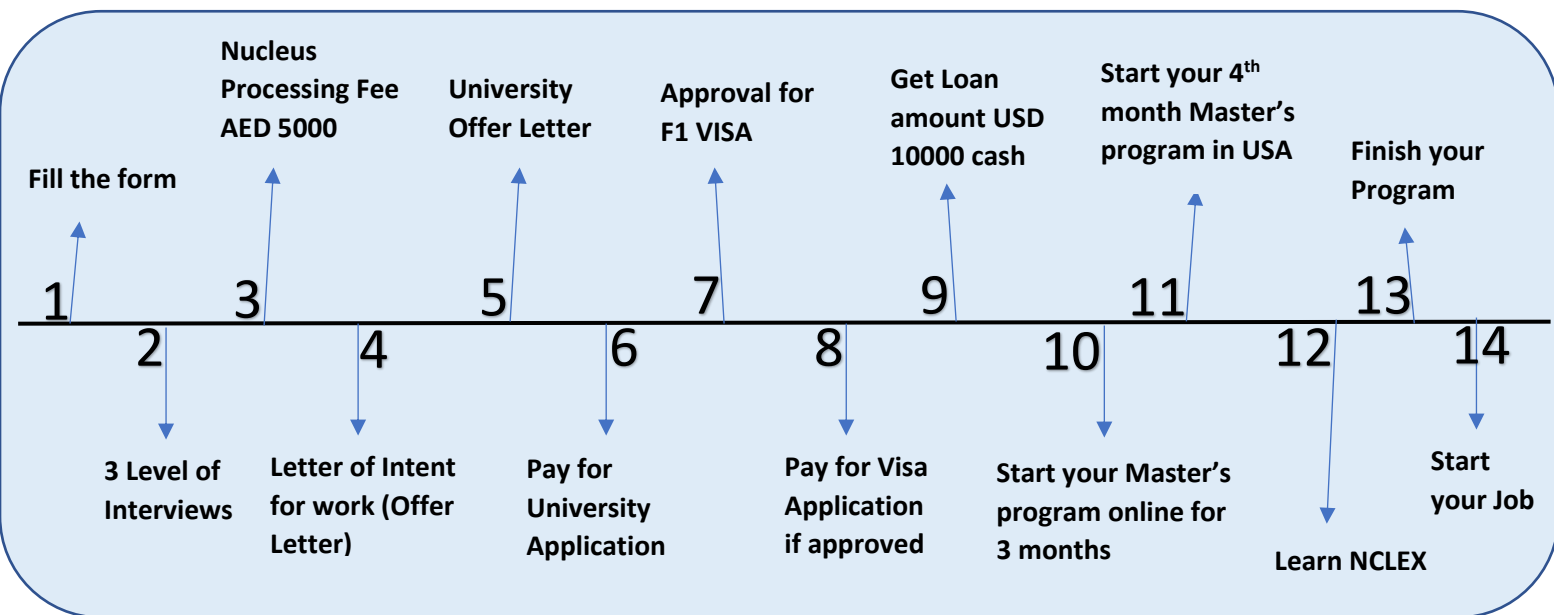 1
Fill the form
2
3 Level of
Interviews
3
Nucleus
Processing Fee
AED 5000
4
Letter of Intent
for work (Offer
Letter)
5
University
Offer Letter
6
Pay for
University
Application
7
Approval for
F1 VISA
8
Pay for Visa
Application
if approved
9
Get Loan
amount USD
10000 cash
10
Start your Master’s
program online for
3 months
11
Start your 4th
month Master’s
program in USA
12
Learn NCLEX
13
Finish your
Program
14
Start
your Job